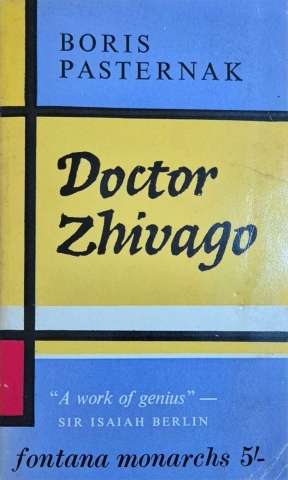 BORIS
PASTERNAK
Doctor
Zhivago
“A work of genius” —
SIR ISAIAH BERLIN
fontana monarchs 5/-